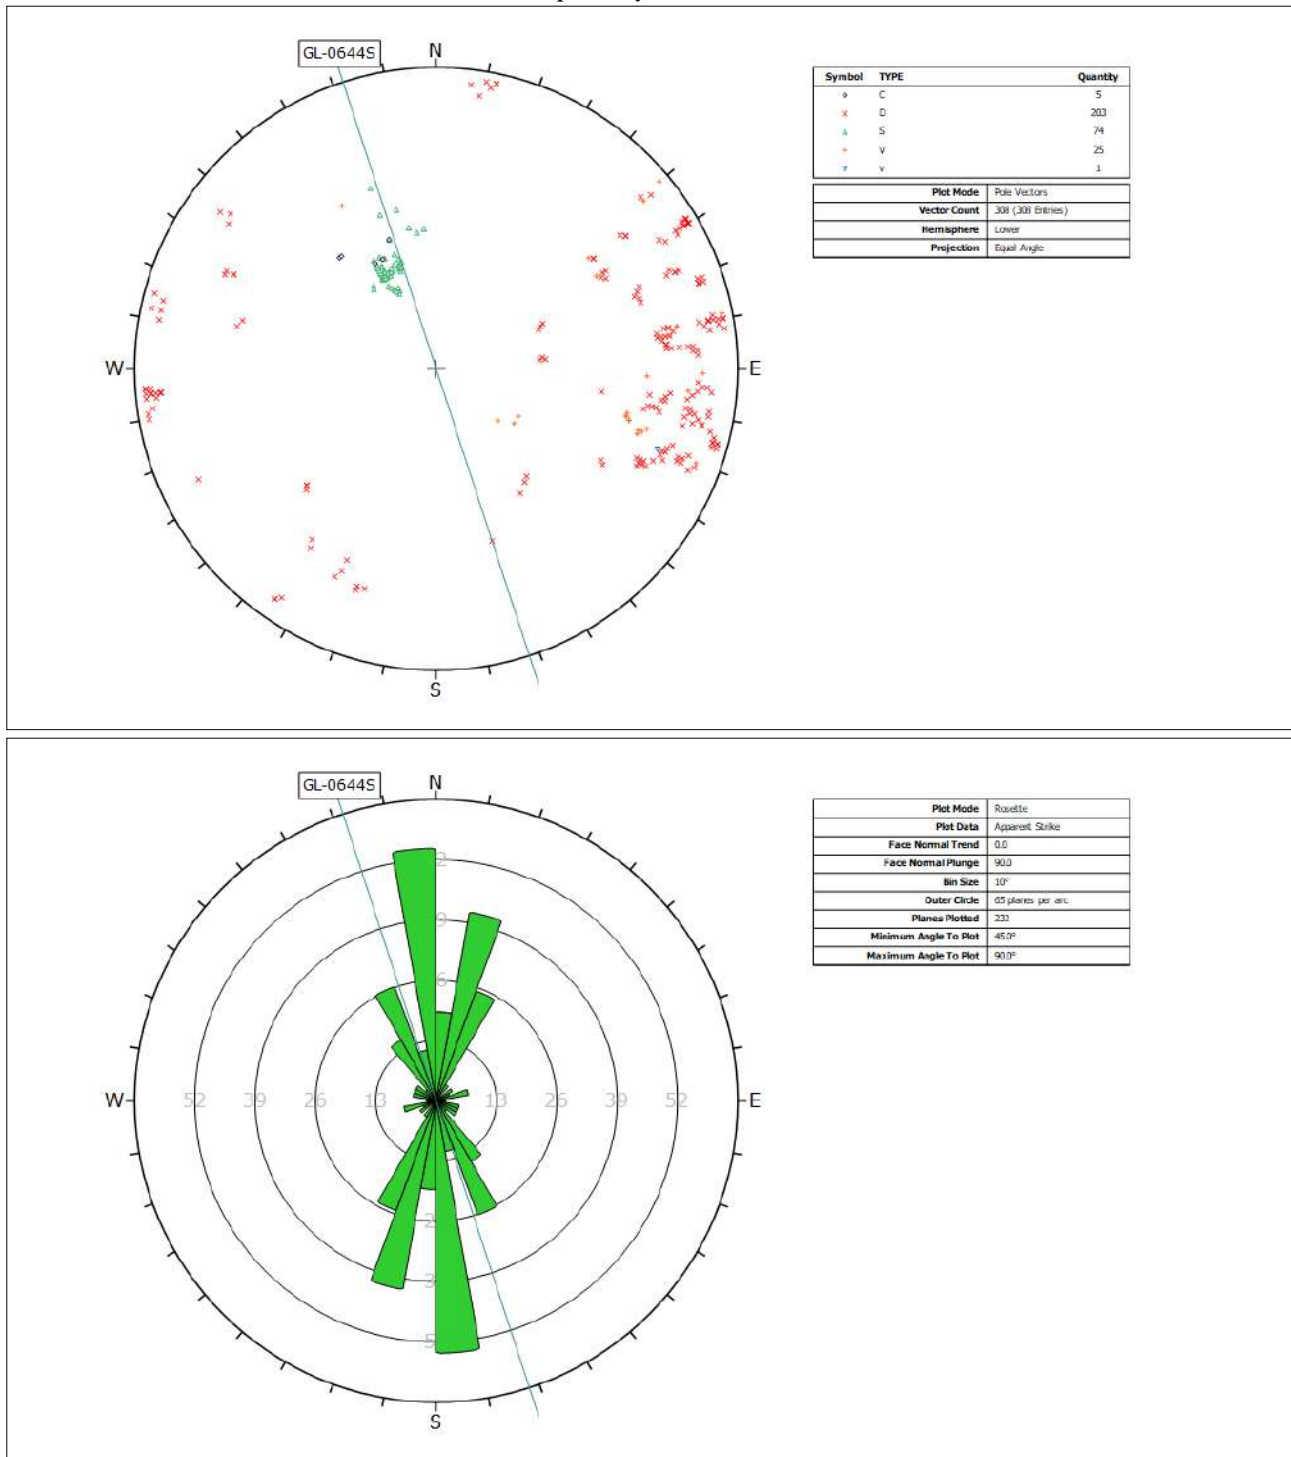 GL-0644S
N
W
E
S
Symbol TYPE Quantity
C 5
D 203
S 74
V 25
v 1
Plot Mode Pole Vectors
Vector Count 308 (308 Entries)
Hemisphere Lower
Projection Equal Angle
GL-0644S
N
W
E
S
52 39 26 13 13 26 39 52
Plot Mode Rosette
Plot Data Apparent Strike
Face Normal Trend 0.0
Face Normal Plunge 90.0
Bin Size 10°
Outer Circle 65 planes per arc
Planes Plotted 232
Minimum Angle To Plot 45.0°
Maximum Angle To Plot 90.0°